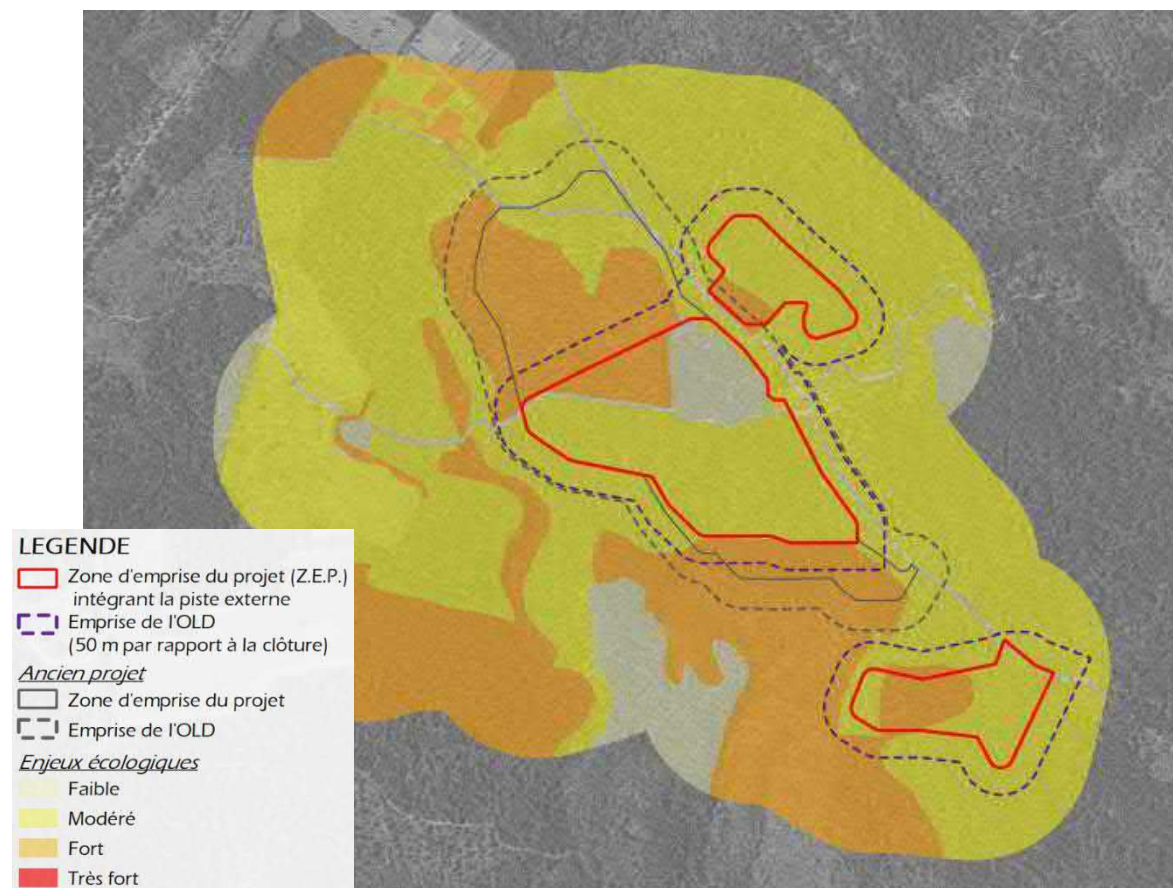 LEGENDE
Zone d'emprise du projet (Z.E.P.)
intégrant la piste externe
Emprise de l'OLD
(50 m par rapport à la clôture)
Ancien projet
Zone d'emprise du projet
Emprise de l'OLD
Enjeux écologiques
Faible
Modéré
Fort
Très fort